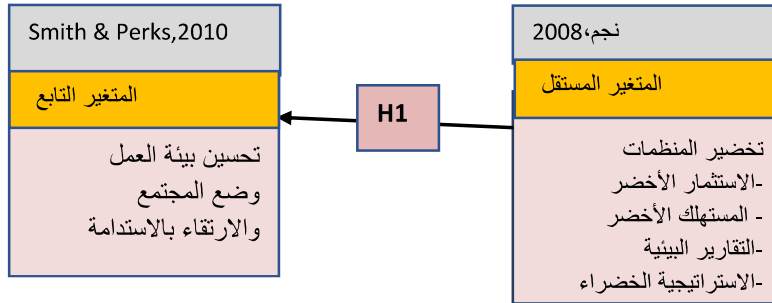 نجم،2008
المتغير المستقل
تخضير المنظمات
-الاستثمار الأخضر
- المستهلك الأخضر
-التقارير البيئية
-الاستراتيجية الخضراء
H1
Smith & Perks,2010
المتغير التابع
تحسين بيئة العمل
وضع المجتمع
والارتقاء بالاستدامة